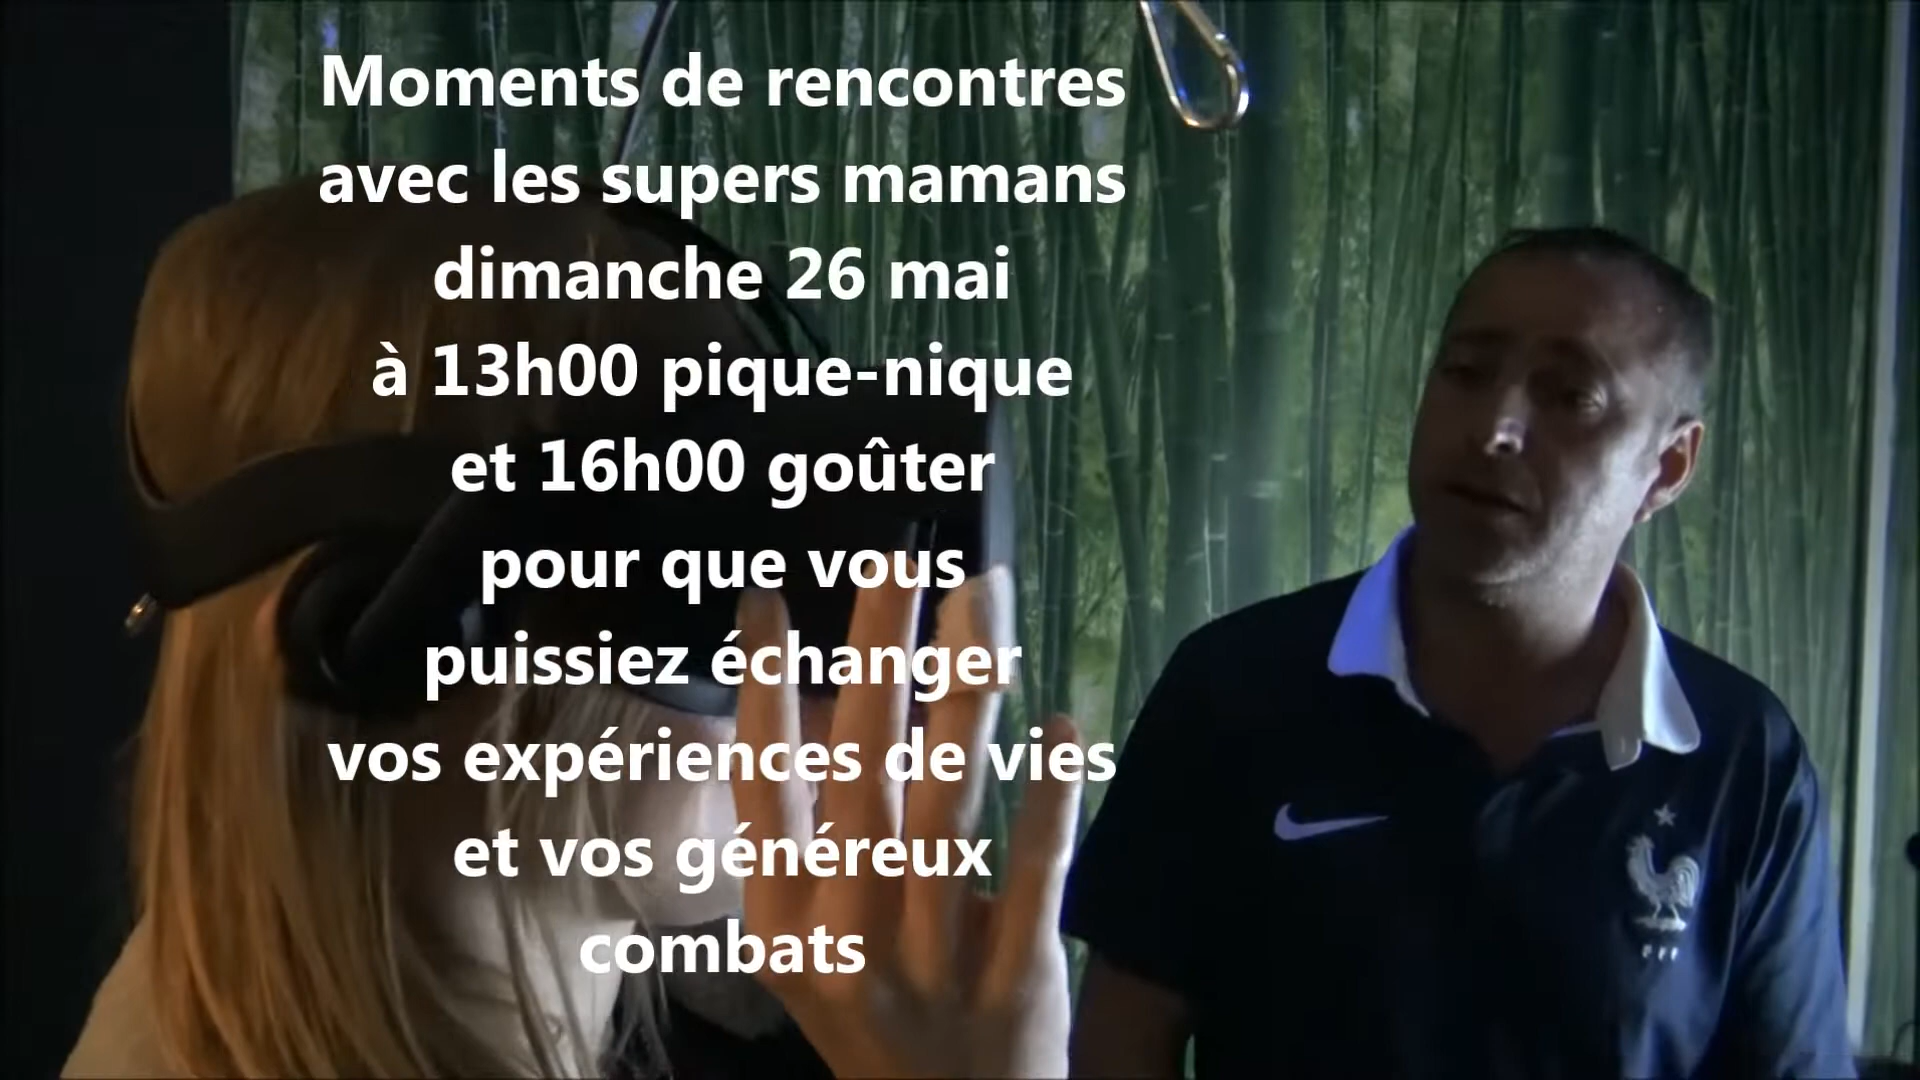 Moments de rencontres
avec les supers mamans
dimanche 26 mai
à 13h00 pique-nique
et 16h00 goûter
pour que vous
puissiez échanger
vos expériences de vies
et vos généreux
combats
FFF